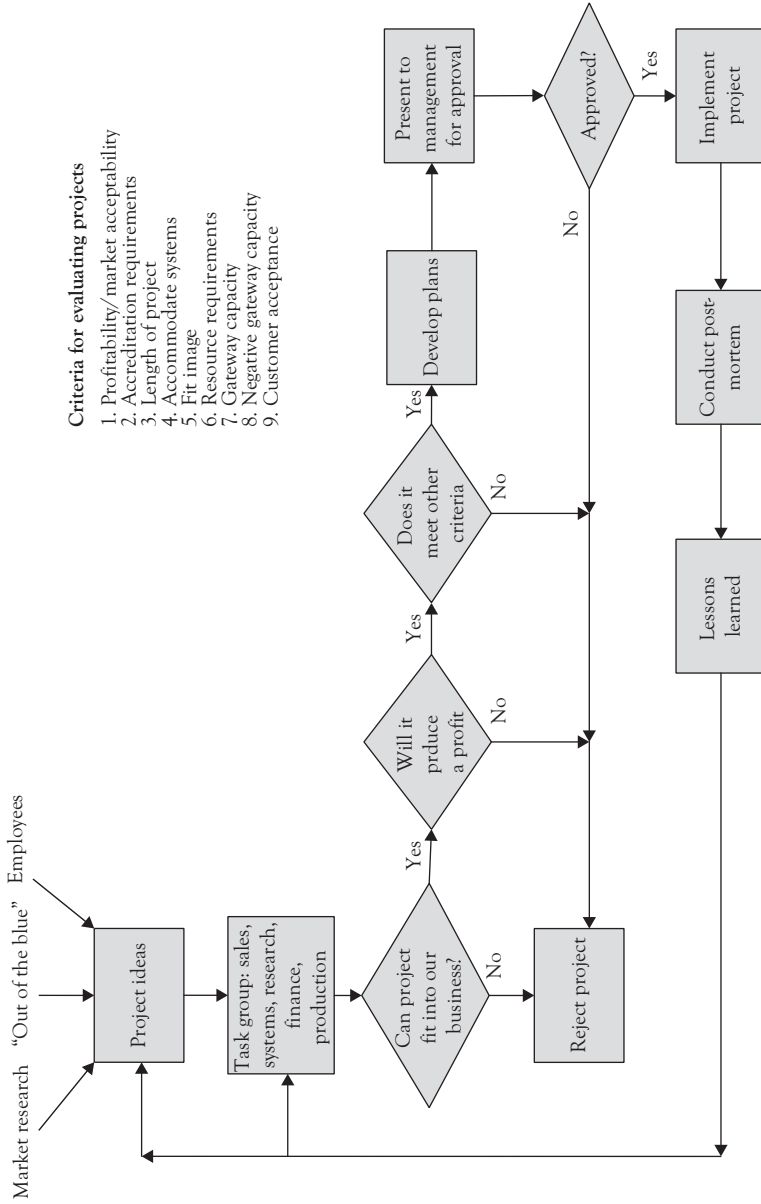 Market research
"Out of the blue"
Employees
Project ideas
Task group: sales,
systems, research,
finance,
production
Can project
fit into our
business?
No
Reject project
Yes
Will it
prduce
a profit
No
Yes
Does it
meet other
criteria
No
Yes
Develop plans
Present to
management
for approval
Approved?
No
Yes
Implement
project
Conduct post-
mortem
Lessons
learned
Criteria for evaluating projects
1. Profitability/market acceptability
2. Accreditation requirements
3. Length of project
4. Accommodate systems
5. Fit image
6. Resource requirements
7. Gateway capacity
8. Negative gateway capacity
9. Customer acceptance